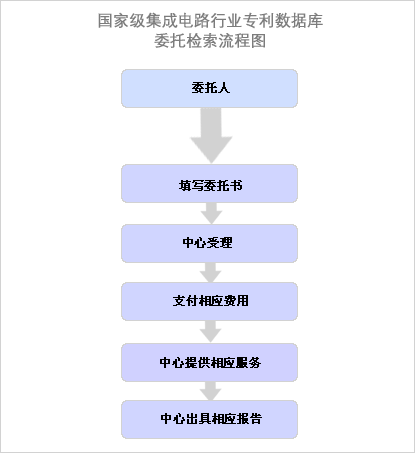 国家级集成电路行业专利数据库
委托检索流程图
委托人
填写委托书
中心受理
支付相应费用
中心提供相应服务
中心出具相应报告